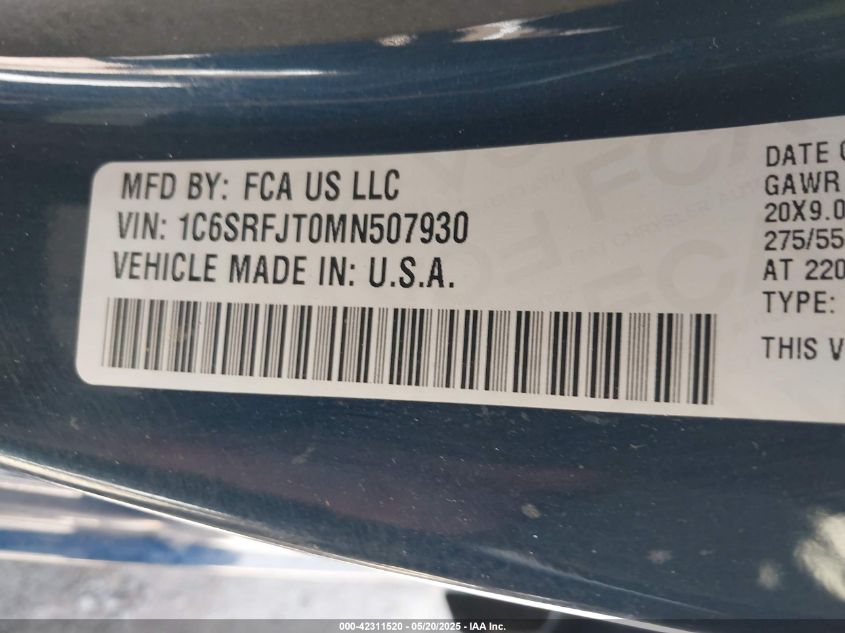 MFD BY: FCA US LLC
VIN: 1C6SRFJT0MN507930
VEHICLE MADE IN: U.S.A.
DATE
GAWR
20X9.0
275/55
AT 220
TYPE:
THIS V
000-42311520 - 05/20/2025 - IAA Inc.